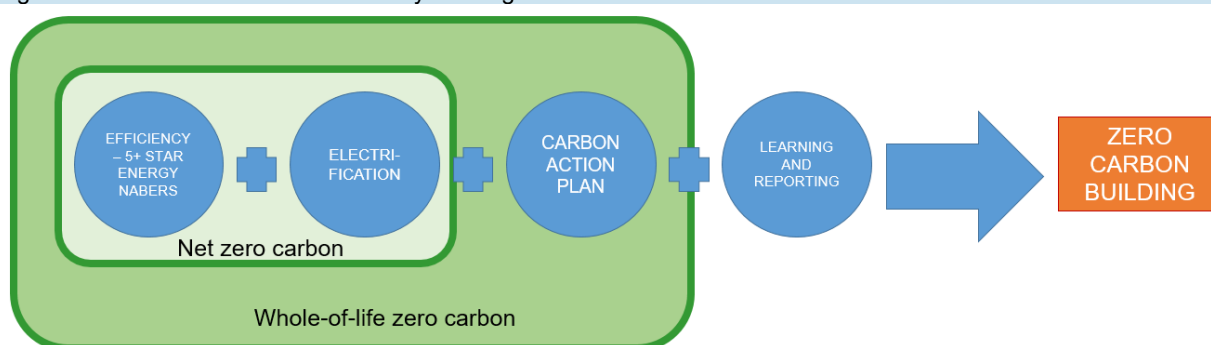 EFFICIENCY
– 5+ STAR
ENERGY
NABERS
ELECTRI-
FICATION
CARBON
ACTION
PLAN
LEARNING
AND
REPORTING
ZERO
CARBON
BUILDING
Net zero carbon
Whole-of-life zero carbon